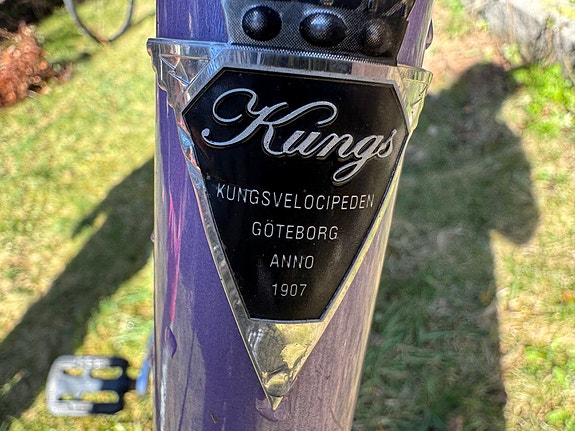 Kungs
KUNGSVELOCIPEDEN
GÖTEBORG
ANNO
1907